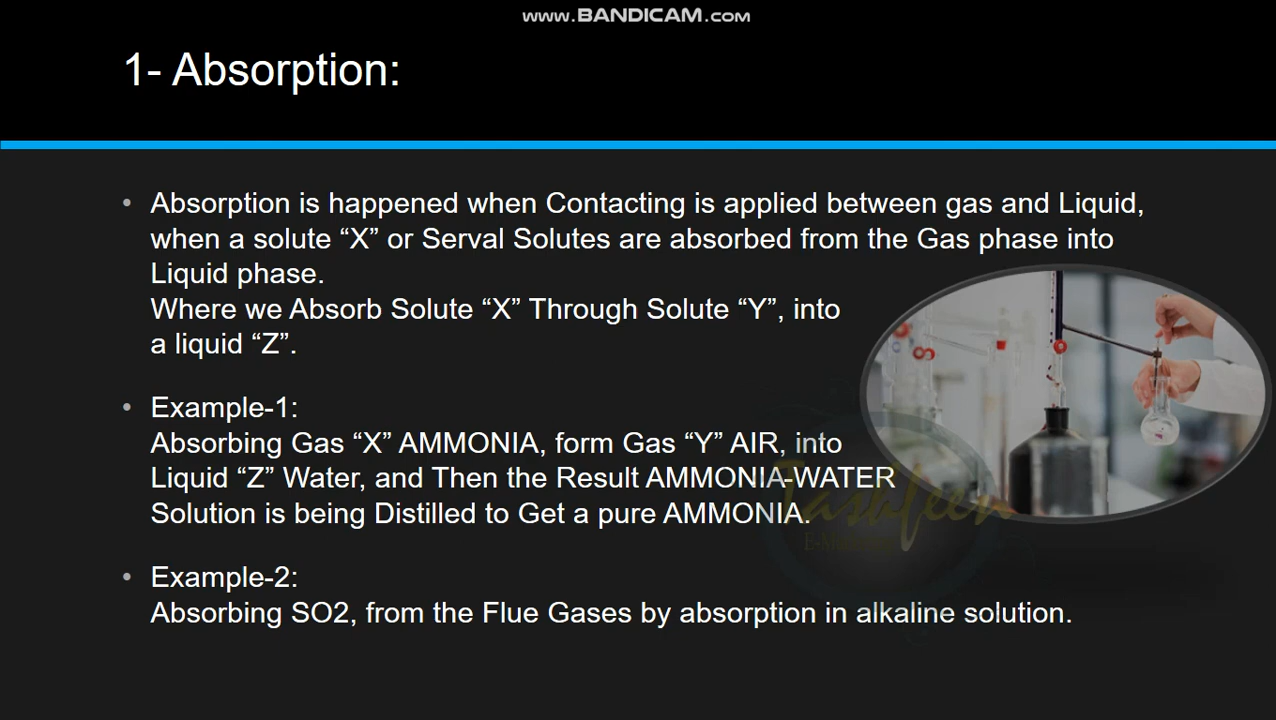 www.BANDICAM.com
1- Absorption:
• Absorption is happened when Contacting is applied between gas and Liquid,
when a solute “X” or Serval Solutes are absorbed from the Gas phase into
Liquid phase.
Where we Absorb Solute “X” Through Solute “Y”, into
a liquid “Z”.
• Example-1:
Absorbing Gas “X” AMMONIA, form Gas “Y” AIR, into
Liquid “Z” Water, and Then the Result AMMONIA-WATER
Solution is being Distilled to Get a pure AMMONIA.
Tashfeen
• Example-2:
Absorbing SO2, from the Flue Gases by absorption in alkaline solution.